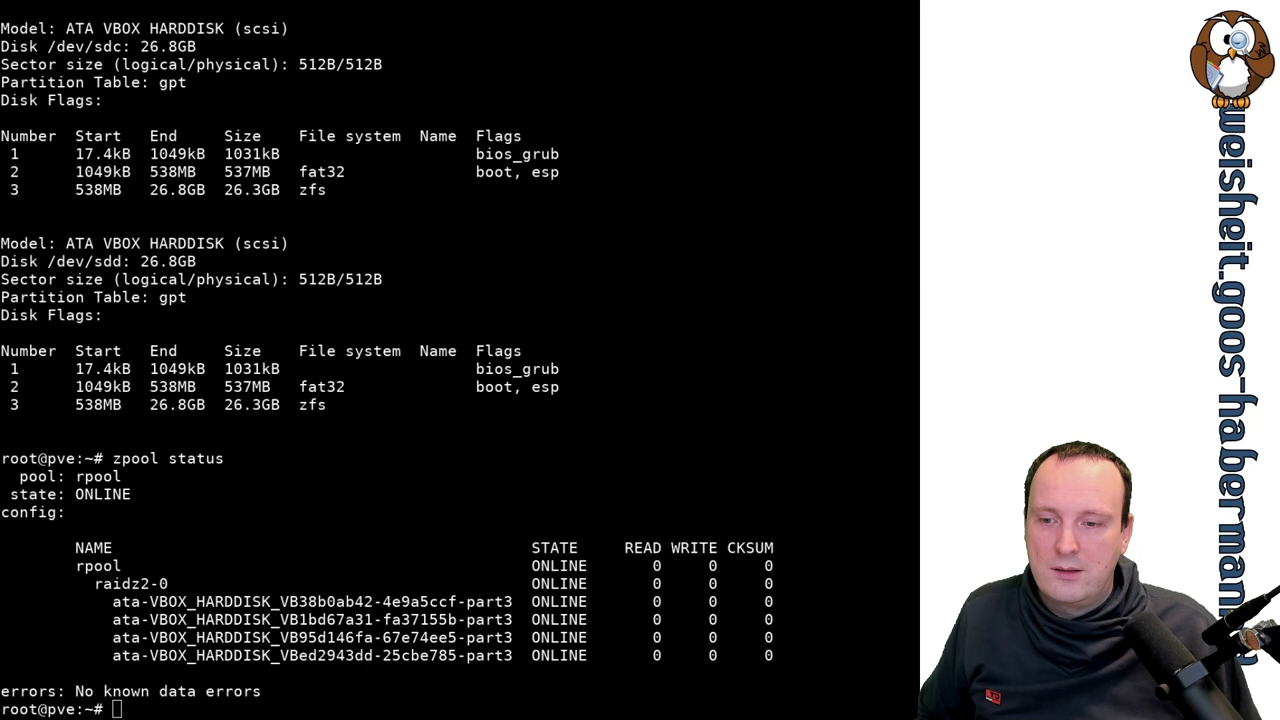 Model: ATA VBOX HARDDISK (scsi)
Disk /dev/sdc: 26.8GB
Sector size (logical/physical): 512B/512B
Partition Table: gpt
Disk Flags:
Number  Start   End     Size    File system  Name  Flags
1      17.4kB  1049kB  1031kB                     bios_grub
2      1049kB  538MB   537MB   fat32              boot, esp
3      538MB   26.8GB  26.3GB  zfs
Model: ATA VBOX HARDDISK (scsi)
Disk /dev/sdd: 26.8GB
Sector size (logical/physical): 512B/512B
Partition Table: gpt
Disk Flags:
Number  Start   End     Size    File system  Name  Flags
1      17.4kB  1049kB  1031kB                     bios_grub
2      1049kB  538MB   537MB   fat32              boot, esp
3      538MB   26.8GB  26.3GB  zfs
root@pve:~# zpool status
pool: rpool
state: ONLINE
config:
NAME                                             STATE     READ WRITE CKSUM
rpool                                            ONLINE       0     0     0
raidz2-0                                       ONLINE       0     0     0
ata-VBOX_HARDDISK_VB38b0ab42-4e9a5ccf-part3  ONLINE       0     0     0
ata-VBOX_HARDDISK_VB1bd67a31-fa37155b-part3  ONLINE       0     0     0
ata-VBOX_HARDDISK_VB95d146fa-67e74ee5-part3  ONLINE       0     0     0
ata-VBOX_HARDDISK_VBed2943dd-25cbe785-part3  ONLINE       0     0     0
errors: No known data errors
root@pve:~#